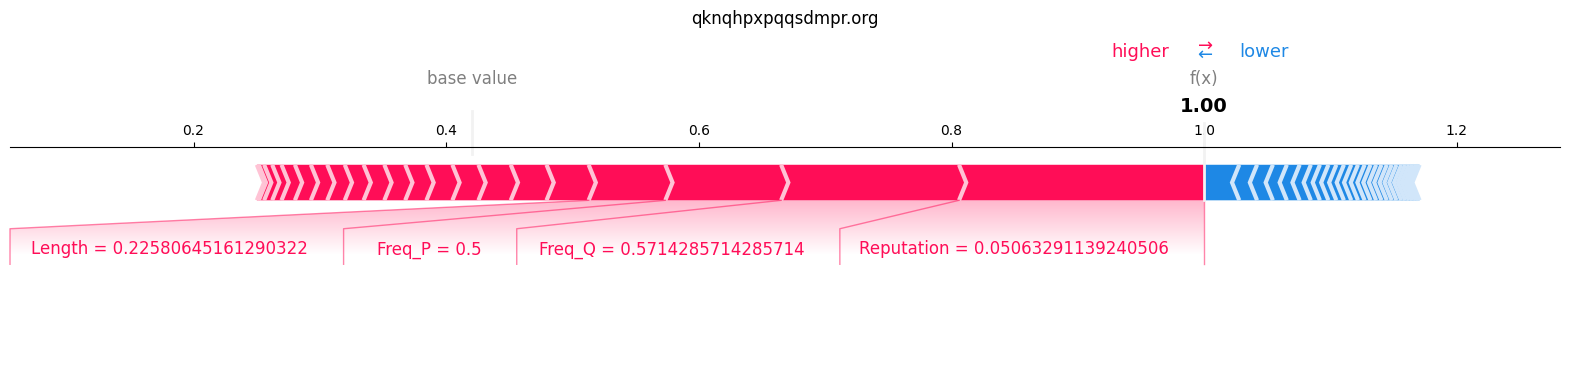 qknqhpxpqqsdmpr.org
higher ⇄ lower
base value f(x)
1.00
0.2 0.4 0.6 0.8 1.0 1.2
Length = 0.22580645161290322 Freq_P = 0.5 Freq_Q = 0.5714285714285714 Reputation = 0.05063291139240506